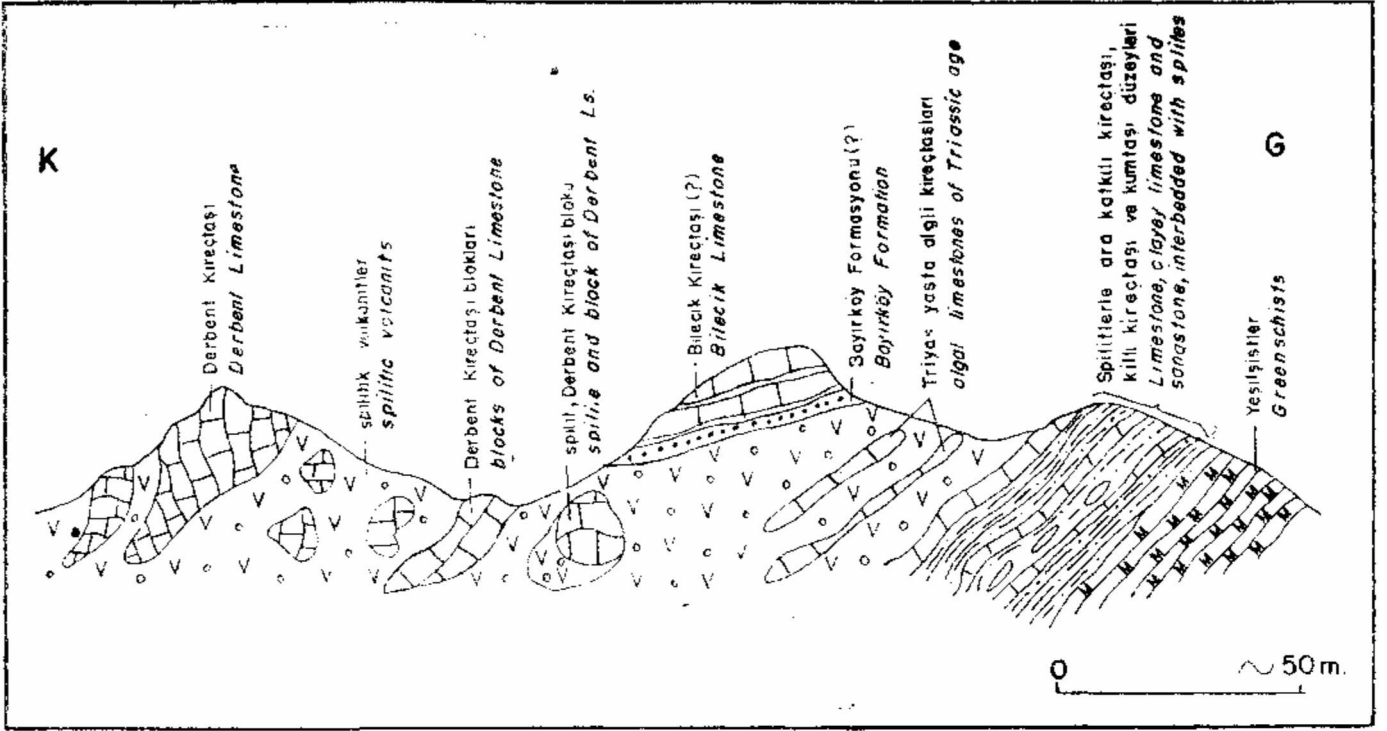 K
G
Derbent Kireçtaşı
Derbent Limestone
spilitik vulkanitler
spilitic volcanits
Derbent Kireçtaşı blokları
blocks of Derbent Limestone
spilit, Derbent Kireçtaşı bloku
spilite and block of Derbent Ls.
Bilecik Kireçtaşı (?)
Bilecik Limestone
Bayırköy Formasyonu (?)
Bayırköy Formation
Triyas yaşta algli kireçtaşları
algal limestones of Triassic age
Spilitlerle ara katkılı kireçtaşı,
killi kireçtaşı ve kumtaşı düzeyleri
Limestone, clayey limestone and
sandstone, interbedded with spilites
Yeşilşistler
Greenschists
0 ~50 m.